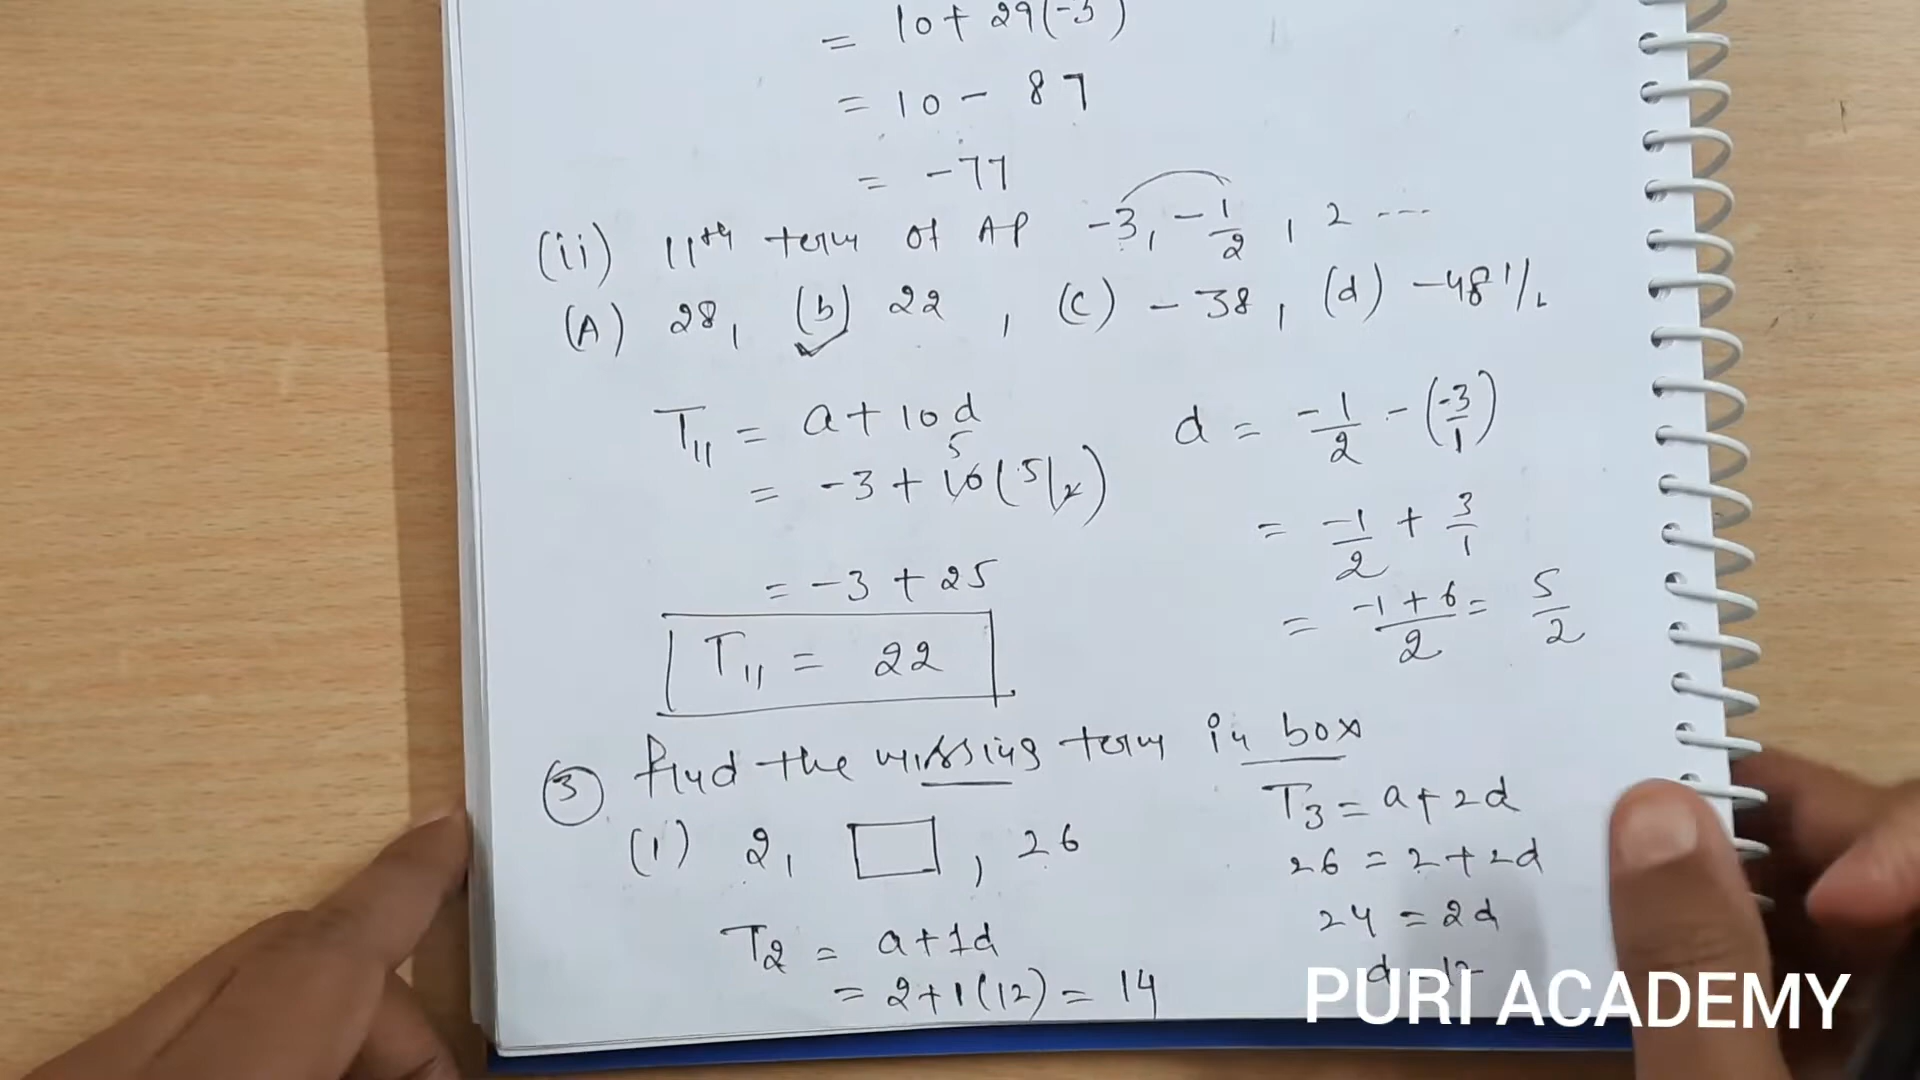 = 10 + 29(-3)
= 10 - 87
= -77
(ii) 11th term of AP -3, -1/2, 2 ---
(A) 28, (b) 22, (c) -38, (d) -48 1/2
T11 = a + 10d
= -3 + 10(5/2) 5
= -3 + 25
T11 = 22
d = -1/2 - (-3/1)
= -1/2 + 3/1
= -1+6/2 = 5/2
(3) find the missing term in box
(i) 2, □, 26
T2 = a + 1d
= 2 + 1(12) = 14
T3 = a + 2d
26 = 2 + 2d
24 = 2d
d = 12
PURI ACADEMY